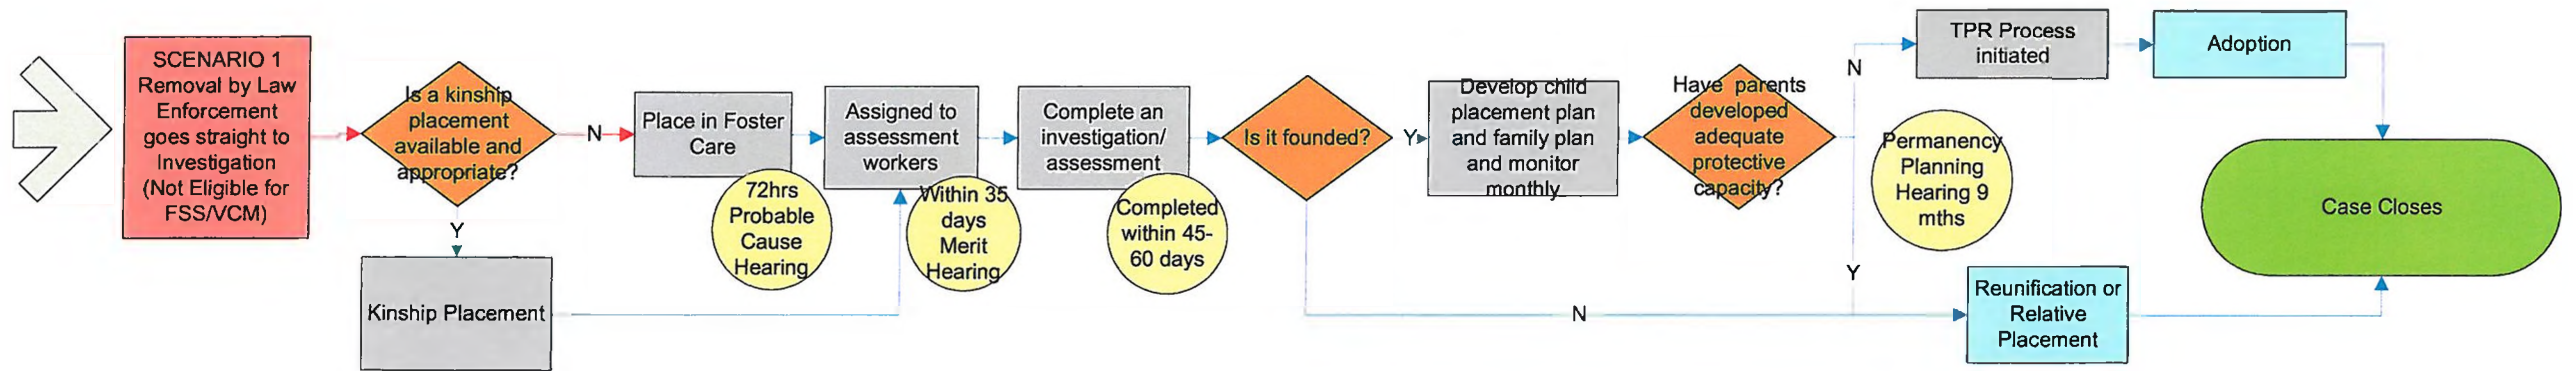 SCENARIO 1
Removal by Law
Enforcement
goes straight to
Investigation
(Not Eligible for
FSS/VCM)
Is a kinship
placement
available and
appropriate?
N
Y
Kinship Placement
Place in Foster
Care
72hrs
Probable
Cause
Hearing
Assigned to
assessment
workers
Within 35
days
Merit
Hearing
Complete an
investigation/
assessment
Completed
within 45-
60 days
Is it founded?
Y
N
Develop child
placement plan
and family plan
and monitor
monthly
Have parents
developed
adequate
protective
capacity?
N
Y
TPR Process
initiated
Adoption
Permanency
Planning
Hearing 9
mths
Reunification or
Relative
Placement
Case Closes